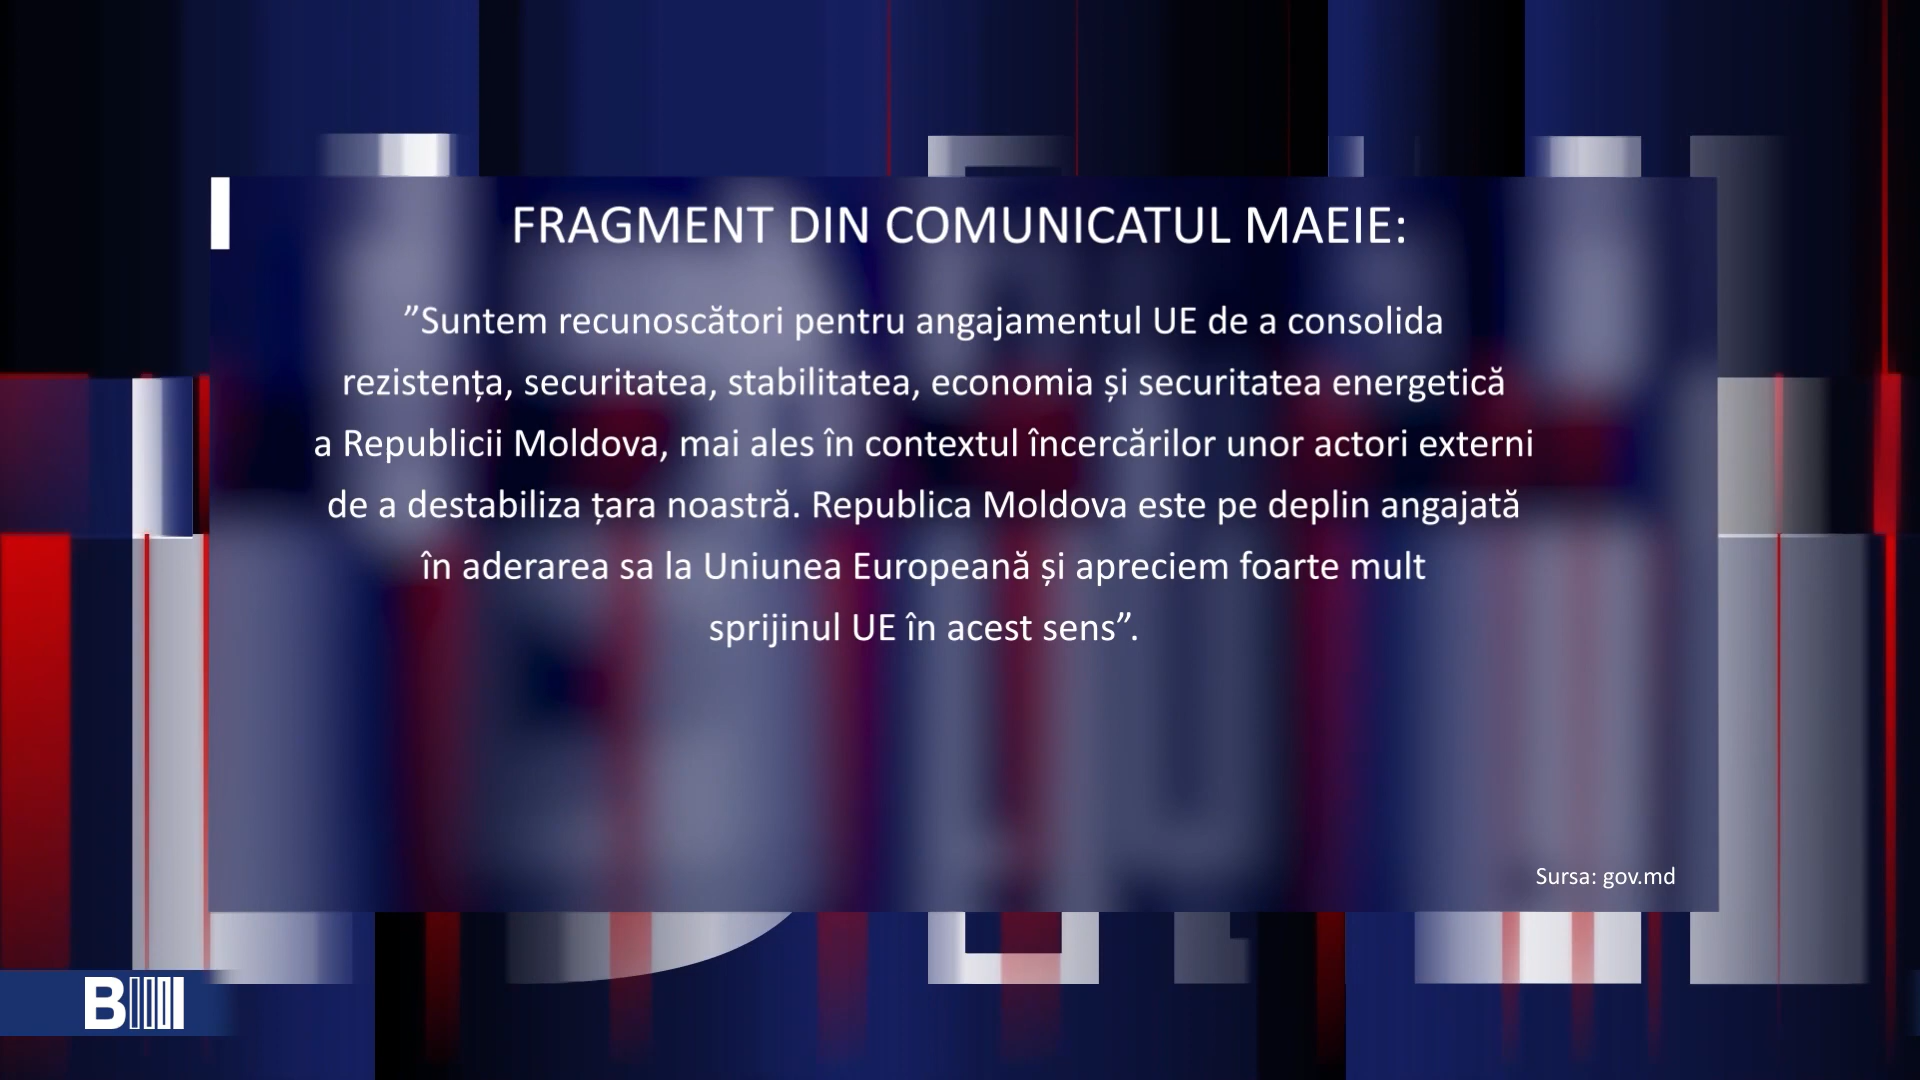 FRAGMENT DIN COMUNICATUL MAEIE:
”Suntem recunoscători pentru angajamentul UE de a consolida
rezistența, securitatea, stabilitatea, economia și securitatea energetică
a Republicii Moldova, mai ales în contextul încercărilor unor actori externi
de a destabiliza țara noastră. Republica Moldova este pe deplin angajată
în aderarea sa la Uniunea Europeană și apreciem foarte mult
sprijinul UE în acest sens”.
Sursa: gov.md
B